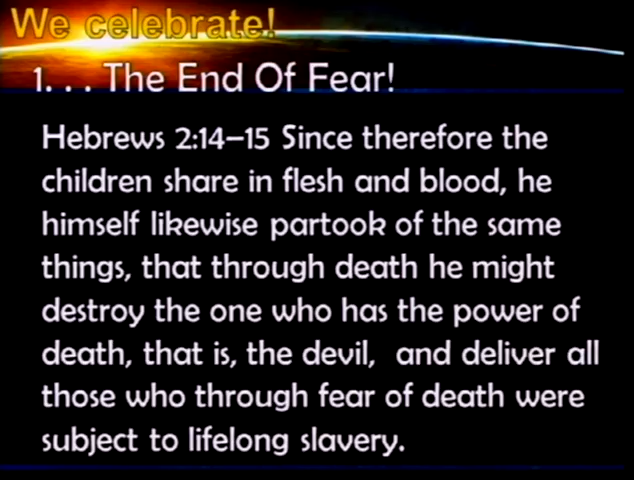 We celebrate!
1. . . The End Of Fear!
Hebrews 2:14–15 Since therefore the
children share in flesh and blood, he
himself likewise partook of the same
things, that through death he might
destroy the one who has the power of
death, that is, the devil,  and deliver all
those who through fear of death were
subject to lifelong slavery.